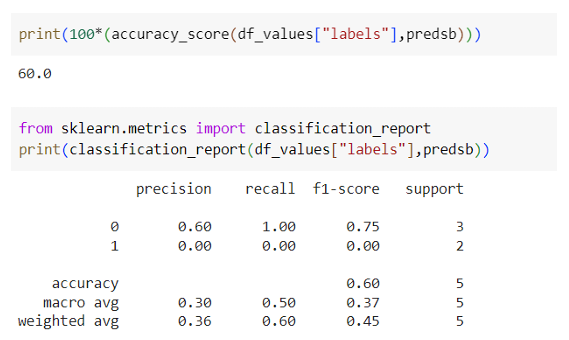 print(100*(accuracy_score(df_values["labels"],predsb)))
60.0
from sklearn.metrics import classification_report
print(classification_report(df_values["labels"],predsb))
precision recall f1-score support
0 0.60 1.00 0.75 3
1 0.00 0.00 0.00 2
accuracy 0.60 5
macro avg 0.30 0.50 0.37 5
weighted avg 0.36 0.60 0.45 5